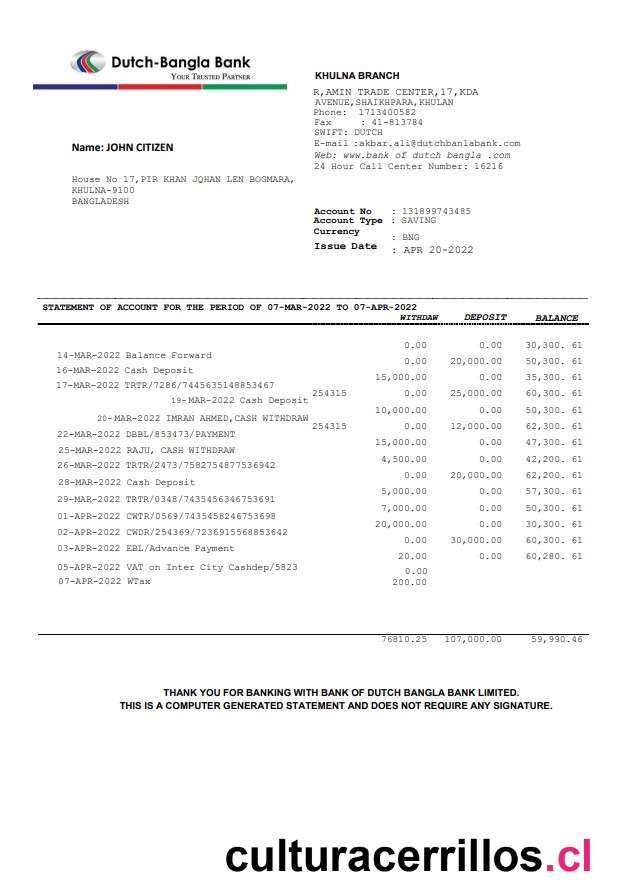 Dutch-Bangla Bank
YOUR TRUSTED PARTNER
KHULNA BRANCH
R,AMIN TRADE CENTER,17,KDA
AVENUE,SHAIKHPARA,KHULAN
Phone: 1713400582
Fax : 41-813784
SWIFT: DUTCH
E-mail :akbar.ali@dutchbanlabank.com
Web: www.bank of dutch bangla .com
24 Hour Call Center Number: 16216
Name: JOHN CITIZEN
House No 17,PIR KHAN JQHAN LEN BOGMARA,
KHULNA-9100
BANGLADESH
Account No : 131899743485
Account Type : SAVING
Currency : BNG
Issue Date : APR 20-2022
STATEMENT OF ACCOUNT FOR THE PERIOD OF 07-MAR-2022 TO 07-APR-2022
WITHDAW DEPOSIT BALANCE
0.00 0.00 30,300. 61
14-MAR-2022 Balance Forward
0.00 20,000.00 50,300. 61
16-MAR-2022 Cash Deposit
15,000.00 0.00 35,300. 61
17-MAR-2022 TRTR/7286/7445635148853467
254315 0.00 25,000.00 60,300. 61
19-MAR-2022 Cash Deposit
10,000.00 0.00 50,300. 61
20-MAR-2022 IMRAN AHMED,CASH WITHDRAW
254315 0.00 12,000.00 62,300. 61
22-MAR-2022 DBBL/853473/PAYMENT
15,000.00 0.00 47,300. 61
25-MAR-2022 RAJU, CASH WITHDRAW
4,500.00 0.00 42,200. 61
26-MAR-2022 TRTR/2473/7582754877536942
0.00 20,000.00 62,200. 61
28-MAR-2022 Cash Deposit
5,000.00 0.00 57,300. 61
29-MAR-2022 TRTR/0348/7435456346753691
7,000.00 0.00 50,300. 61
01-APR-2022 CWTR/0569/7435458246753698
20,000.00 0.00 30,300. 61
02-APR-2022 CWDR/254369/7236915568853642
0.00 30,000.00 60,300. 61
03-APR-2022 EBL/Advance Payment
20.00 0.00 60,280. 61
05-APR-2022 VAT on Inter City Cashdep/5823
0.00
07-APR-2022 WTax 200.00
76810.25 107,000.00 59,990.46
THANK YOU FOR BANKING WITH BANK OF DUTCH BANGLA BANK LIMITED.
THIS IS A COMPUTER GENERATED STATEMENT AND DOES NOT REQUIRE ANY SIGNATURE.
culturacerrillos.cl